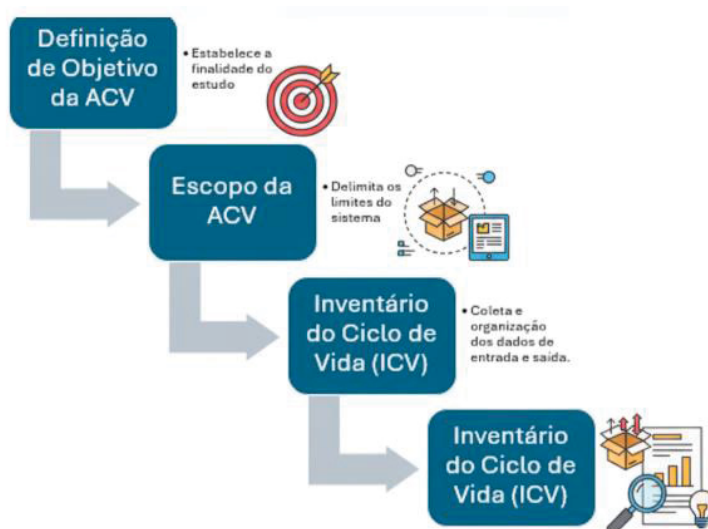 Definição
de Objetivo
da ACV
• Estabelece a
finalidade do
estudo
Escopo da
ACV
• Delimita os
limites do
sistema
Inventário
do Ciclo de
Vida (ICV)
• Coleta e
organização
dos dados de
entrada e saída.
Inventário
do Ciclo de
Vida (ICV)